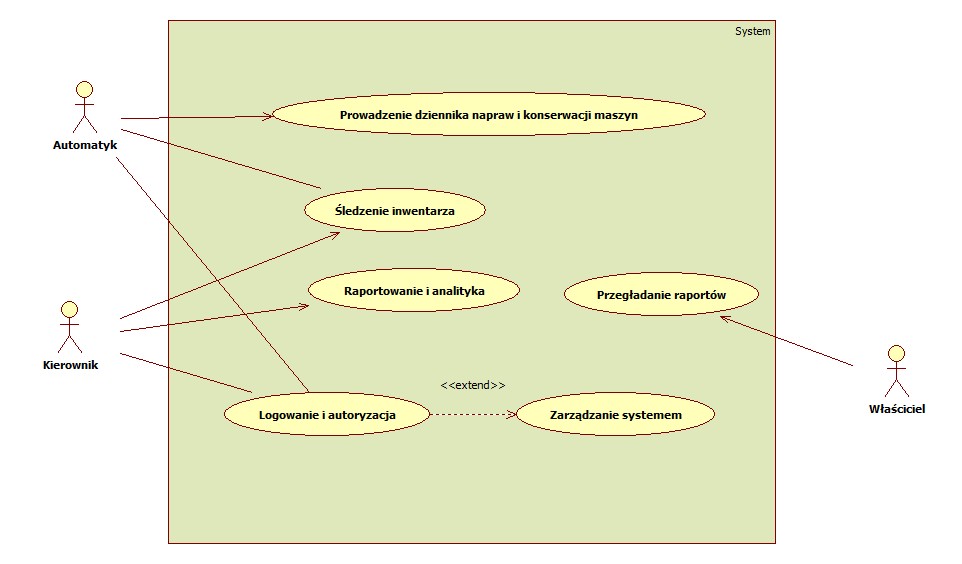 System
Prowadzenie dziennika napraw i konserwacji maszyn
Automatyk
Śledzenie inwentarza
Raportowanie i analityka
Przegładanie raportów
Kierownik
<<extend>>
Logowanie i autoryzacja
Zarządzanie systemem
Właściciel